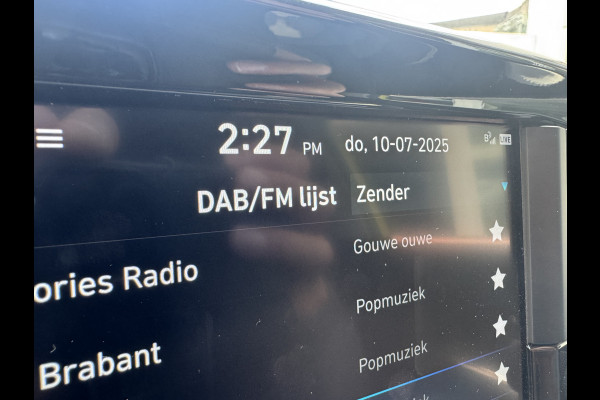 2:27 PM do, 10-07-2025
DAB/FM lijst Zender
ories Radio Gouwe ouwe
Popmuziek
Brabant Popmuziek